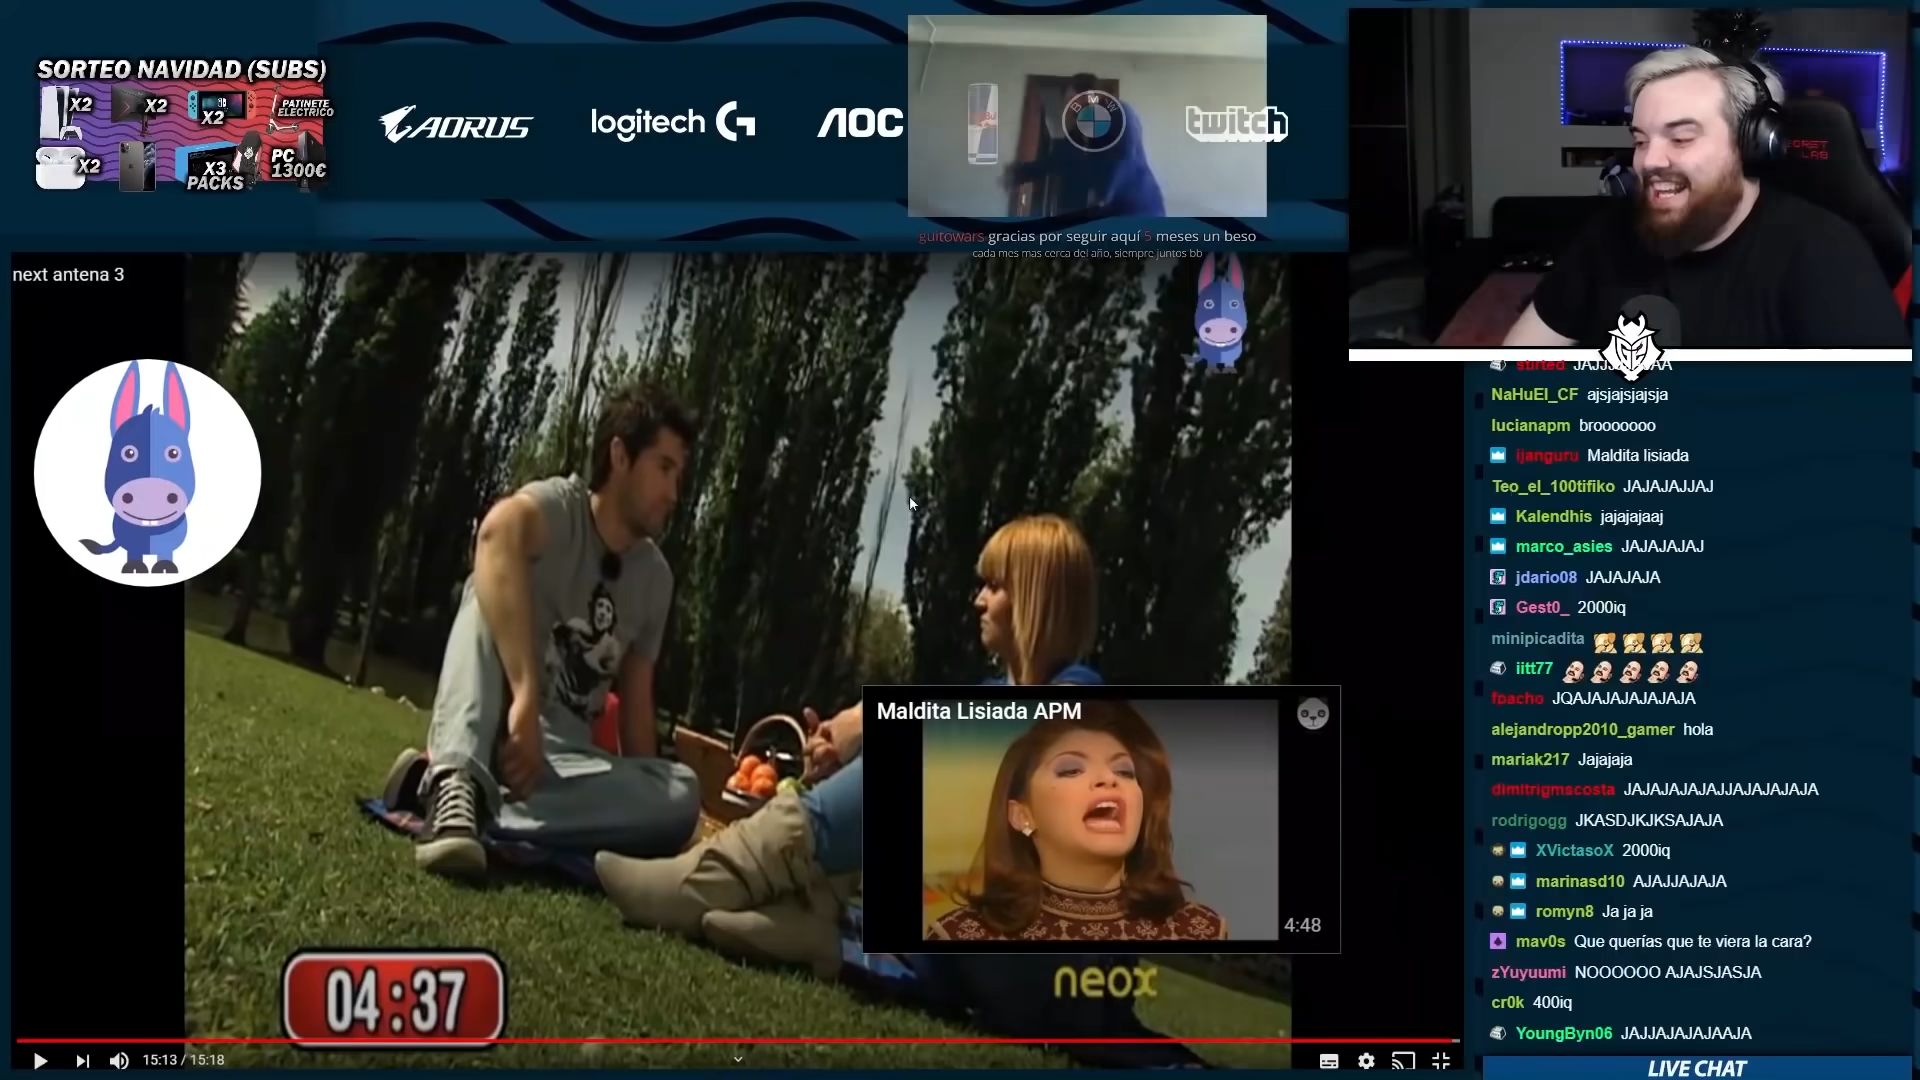 SORTEO NAVIDAD (SUBS)
X2
X2
X2
PATINETE
ELECTRICO
X2
X3
PACKS
PC
1300€
AORUS
logitech G
AOC
BMW
twitch
guitowars gracias por seguir aquí 5 meses un beso
cada mes mas cerca del año, siempre juntos bb
SECRET
LAB
next antena 3
Maldita Lisiada APM
4:48
neox
04:37
15:13 / 15:18
NaHuEl_CF ajsjajsjajsja
lucianapm brooooooo
ijanguru Maldita lisiada
Teo_el_100tifiko JAJAJAJJAJ
Kalendhis jajajajaaj
marco_asies JAJAJAJAJ
jdario08 JAJAJAJA
Gest0_ 2000iq
minipicadita
iitt77
fpacho JQAJAJAJAJAJAJA
alejandropp2010_gamer hola
mariak217 Jajajaja
dimitrigmscosta JAJAJAJAJAJJAJAJAJAJA
rodrigogg JKASDJKJKSAJAJA
XVictasoX 2000iq
marinasd10 AJAJJAJAJA
romyn8 Ja ja ja
mav0s Que querías que te viera la cara?
zYuyuumi NOOOOOO AJAJSJASJA
cr0k 400iq
YoungByn06 JAJJAJAJAJAAJA
LIVE CHAT